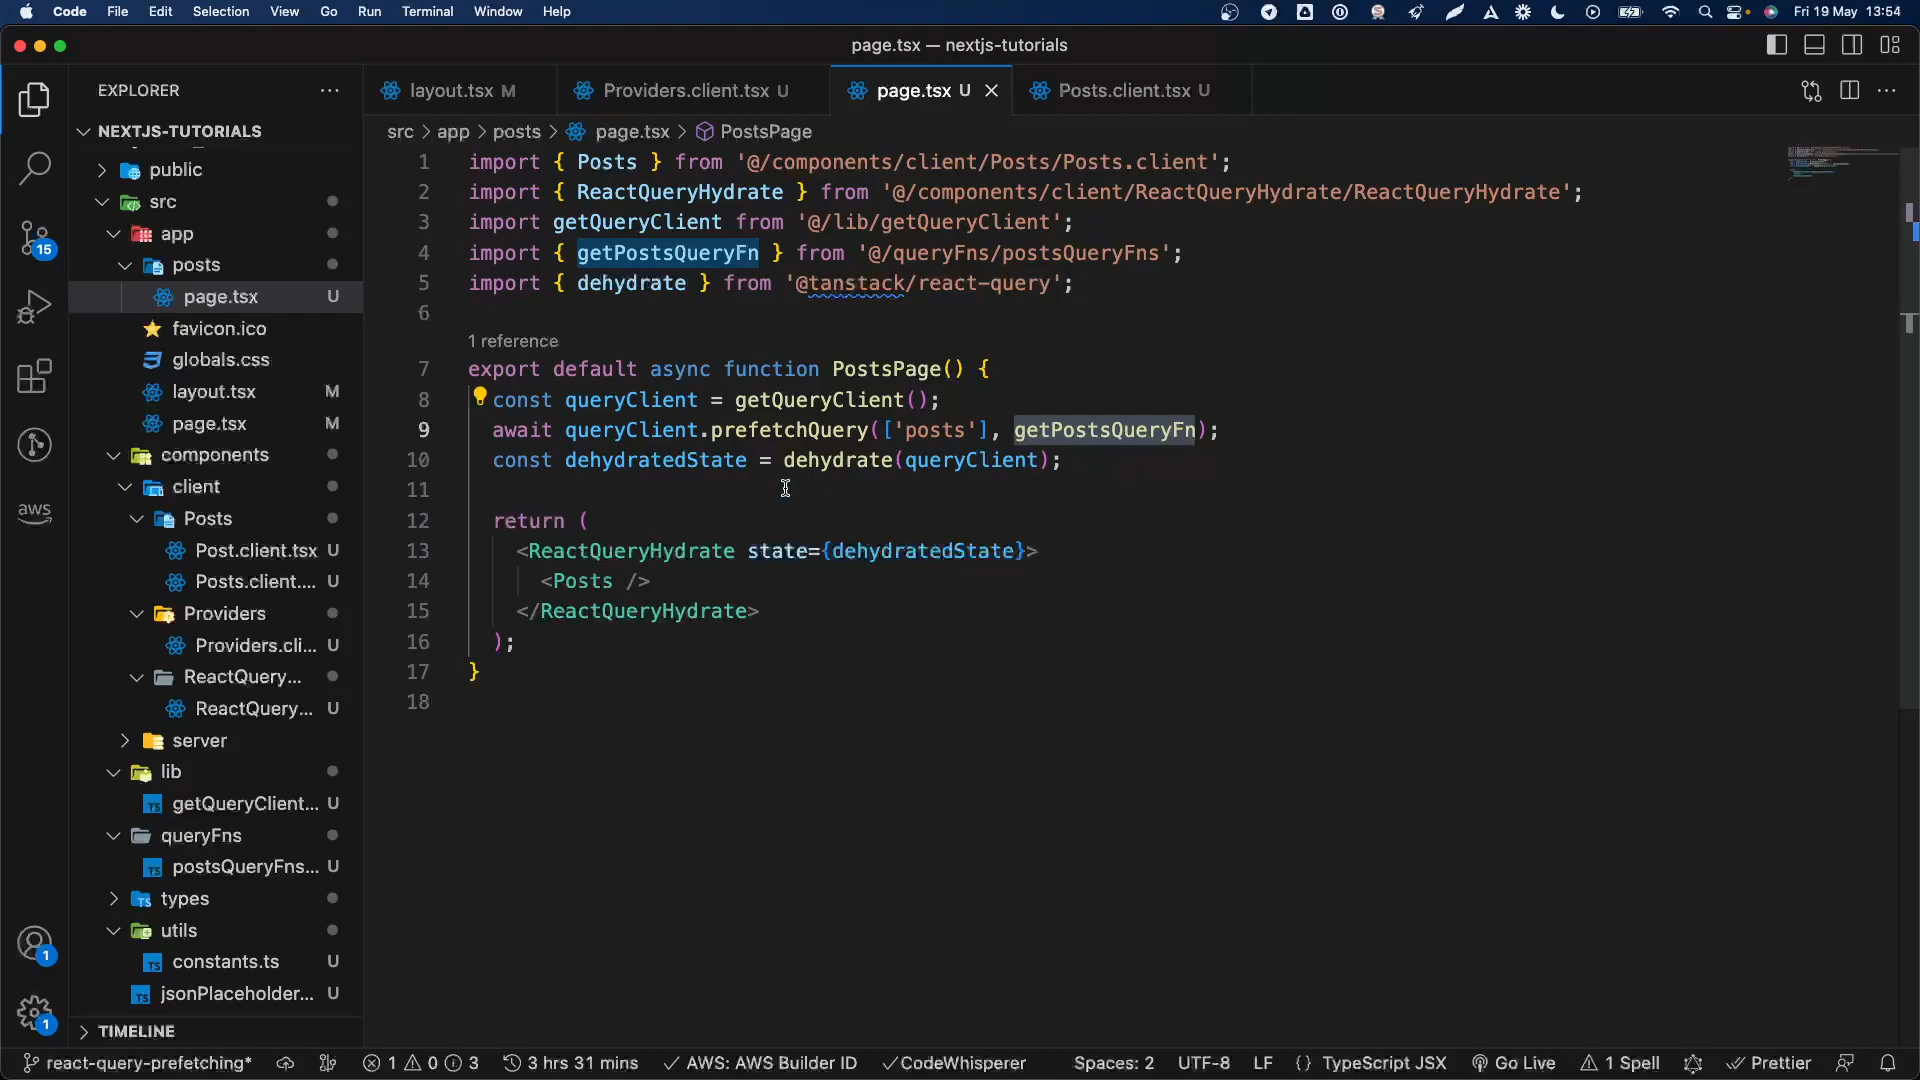 Code File Edit Selection View Go Run Terminal Window Help Fri 19 May 13:54
page.tsx — nextjs-tutorials
EXPLORER
layout.tsx M Providers.client.tsx U page.tsx U Posts.client.tsx U
NEXTJS-TUTORIALS
public
src
app
posts
page.tsx U
favicon.ico
globals.css
layout.tsx M
page.tsx M
components
client
Posts
Post.client.tsx U
Posts.client.... U
Providers
Providers.cli... U
ReactQuery...
ReactQuery... U
server
lib
getQueryClient... U
queryFns
postsQueryFns... U
types
utils
constants.ts U
jsonPlaceholder... U
TIMELINE
15
aws
1
1
src > app > posts > page.tsx > PostsPage
1 import { Posts } from '@/components/client/Posts/Posts.client';
2 import { ReactQueryHydrate } from '@/components/client/ReactQueryHydrate/ReactQueryHydrate';
3 import getQueryClient from '@/lib/getQueryClient';
4 import { getPostsQueryFn } from '@/queryFns/postsQueryFns';
5 import { dehydrate } from '@tanstack/react-query';
6
1 reference
7 export default async function PostsPage() {
8 const queryClient = getQueryClient();
9 await queryClient.prefetchQuery(['posts'], getPostsQueryFn);
10 const dehydratedState = dehydrate(queryClient);
11
12 return (
13 <ReactQueryHydrate state={dehydratedState}>
14 <Posts />
15 </ReactQueryHydrate>
16 );
17 }
18
react-query-prefetching* 1 0 3 3 hrs 31 mins AWS: AWS Builder ID CodeWhisperer Spaces: 2 UTF-8 LF {} TypeScript JSX Go Live 1 Spell Prettier